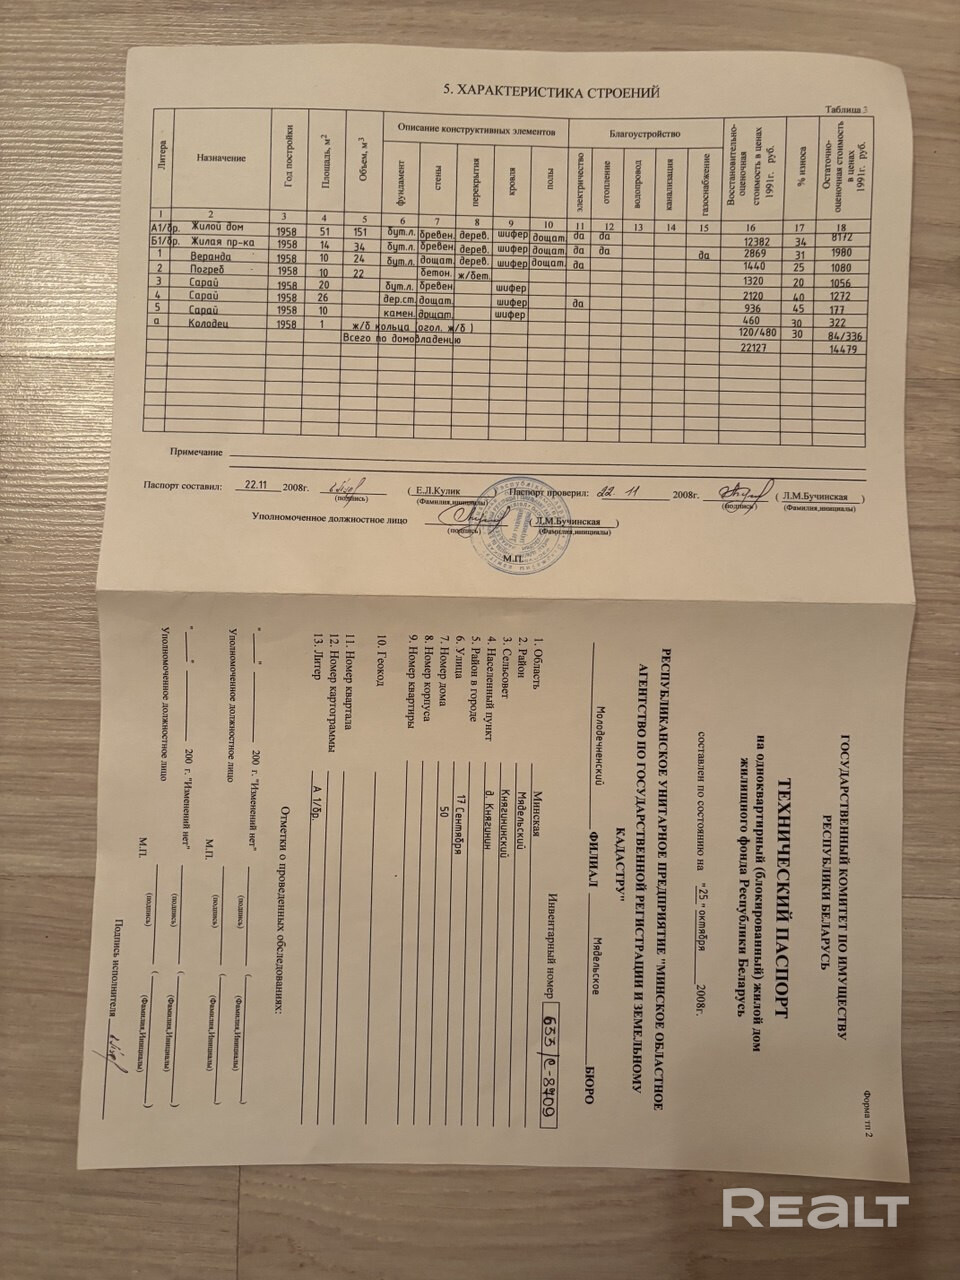 5. ХАРАКТЕРИСТИКА СТРОЕНИЙ
Таблица 3
Литера Назначение Год постройки Площадь, м² Объем, м³ Описание конструктивных элементов Благоустройство Восстановительно-оценочная стоимость в ценах 1991г. руб. % износа Остаточно-оценочная стоимость в ценах 1991г. руб.
фундамент стены перекрытия кровля полы электричество отопление водопровод канализация газоснабжение
1 2 3 4 5 6 7 8 9 10 11 12 13 14 15 16 17 18
А1/бр. Жилой дом 1958 51 151 бут.л. бревен. дерев. шифер дощат. да да 12382 34 8172
Б1/бр. Жилая пр-ка 1958 14 34 бут.л. бревен. дерев. шифер дощат. да да да 2869 31 1980
1 Веранда 1958 10 24 бут.л. дощат. дерев. шифер дощат. да 1440 25 1080
2 Погреб 1958 10 22 бетон. ж/бет. 1320 20 1056
3 Сарай 1958 20 бут.л. бревен. шифер 2120 40 1272
4 Сарай 1958 26 дер.ст. дощат. шифер да 936 45 177
5 Сарай 1958 10 камен. дощат. шифер 460 30 322
а Колодец 1958 1 ж/б кольца (огол. ж/б ) 120/480 30 84/336
Всего по домовладению 22127 14479
Примечание
Паспорт составил: 22.11 2008г. ( Е.Л.Кулик ) Паспорт проверил: 22 11 2008г. ( Л.М.Бучинская )
(подпись) (Фамилия,инициалы) (подпись) (Фамилия,инициалы)
Уполномоченное должностное лицо ( Л.М.Бучинская )
(подпись) (Фамилия,инициалы)
М.П.
Форма тп 2
ГОСУДАРСТВЕННЫЙ КОМИТЕТ ПО ИМУЩЕСТВУ
РЕСПУБЛИКИ БЕЛАРУСЬ
ТЕХНИЧЕСКИЙ ПАСПОРТ
на одноквартирный (блокированный) жилой дом
жилищного фонда Республики Беларусь
составлен по состоянию на "25" октября 2008г.
РЕСПУБЛИКАНСКОЕ УНИТАРНОЕ ПРЕДПРИЯТИЕ "МИНСКОЕ ОБЛАСТНОЕ
АГЕНТСТВО ПО ГОСУДАРСТВЕННОЙ РЕГИСТРАЦИИ И ЗЕМЕЛЬНОМУ
КАДАСТРУ"
Молодечненский ФИЛИАЛ Мядельское БЮРО
Инвентарный номер 633/С-8709
1. Область Минская
2. Район Мядельский
3. Сельсовет Княгининский
4. Населенный пункт д. Княгинин
5. Район в городе
6. Улица 17 Сентября
7. Номер дома 50
8. Номер корпуса
9. Номер квартиры
10. Геокод
11. Номер квартала
12. Номер картограммы
13. Литер А 1/бр.
Отметки о проведенных обследованиях:
" " 200 г. "Изменений нет"
(подпись) (Фамилия,Инициалы)
Уполномоченное должностное лицо ( )
М.П. (подпись) (Фамилия,Инициалы)
" " 200 г. "Изменений нет" ( )
(подпись) (Фамилия,Инициалы)
Уполномоченное должностное лицо ( )
М.П. (подпись) (Фамилия,Инициалы)
Подпись исполнителя
REALT